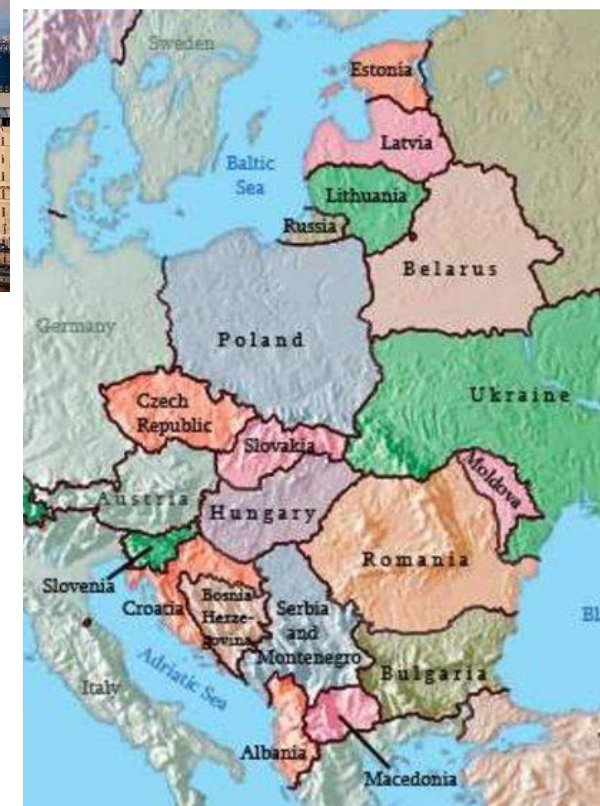 Sweden
Estonia
Latvia
Baltic
Sea
Lithuania
Russia
Belarus
Germany
Poland
Ukraine
Czech
Republic
Slovakia
Moldova
Austria
Hungary
Romania
Slovenia
Croatia
Bosnia
Herze-
govina
Serbia
and
Montenegro
Bl
Adriatic Sea
Italy
Bulgaria
Albania
Macedonia